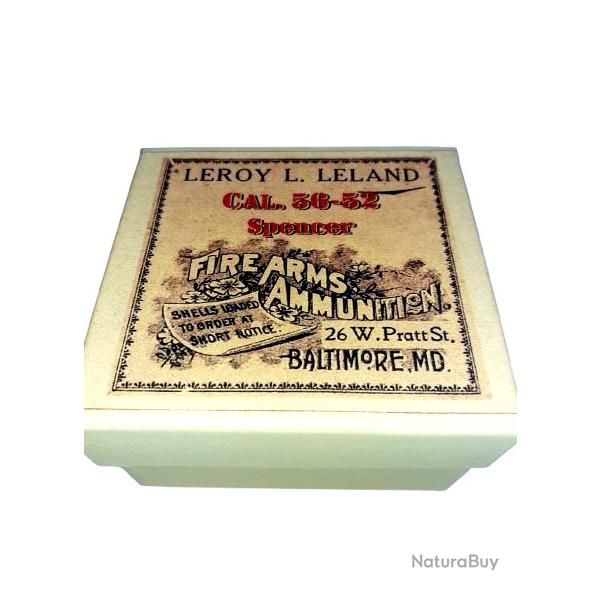 LEROY L. LELAND
CAL. 56-52
Spencer
FIRE ARMS
AMMUNITION.
SHELLS LOADED
TO ORDER AT
SHORT NOTICE.
26 W. Pratt St.
BALTIMORE, MD.
NaturaBuy